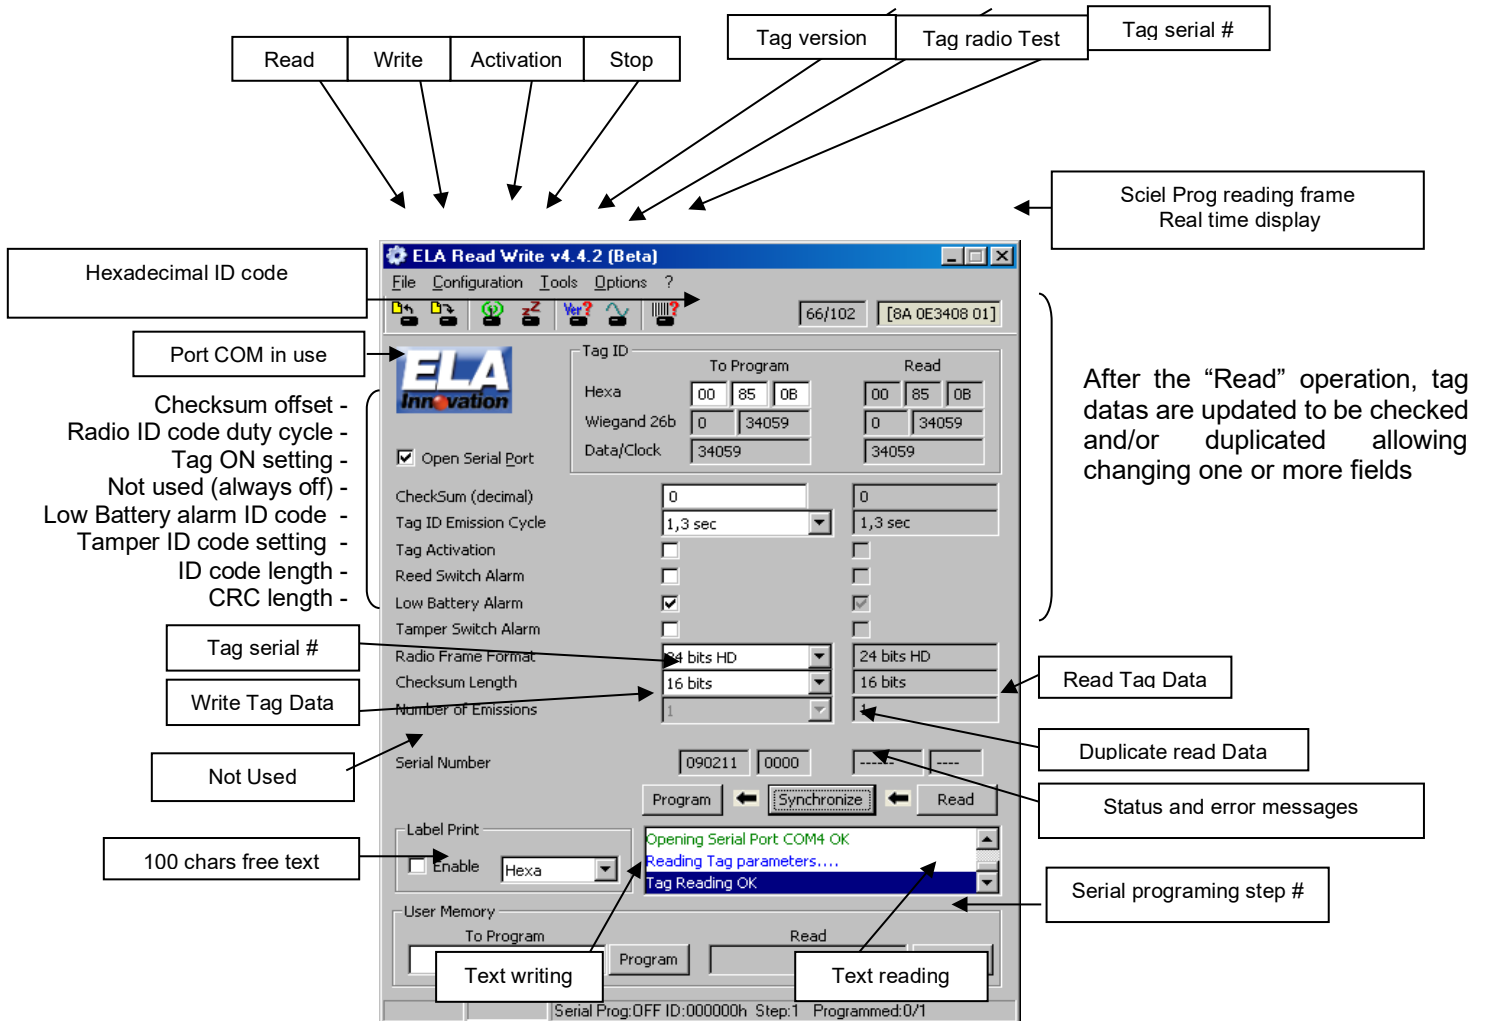 Tag version
Tag radio Test
Tag serial #
Read
Write
Activation
Stop
Sciel Prog reading frame
Real time display
Hexadecimal ID code
ELA Read Write v4.4.2 (Beta)
File Configuration Tools Options ?
Ver?
66/102
[8A 0E3408 01]
Port COM in use
ELA
Innovation
Tag ID
To Program
Read
Hexa
00 85 0B
00 85 0B
Wiegand 26b
0 34059
0 34059
Data/Clock
34059
34059
Open Serial Port
After the “Read” operation, tag
datas are updated to be checked
and/or duplicated allowing
changing one or more fields
Checksum offset -
Radio ID code duty cycle -
Tag ON setting -
Not used (always off) -
Low Battery alarm ID code -
Tamper ID code setting -
ID code length -
CRC length -
CheckSum (decimal)
0
0
Tag ID Emission Cycle
1,3 sec
1,3 sec
Tag Activation
Reed Switch Alarm
Low Battery Alarm
Tamper Switch Alarm
Tag serial #
Radio Frame Format
24 bits HD
24 bits HD
Checksum Length
16 bits
16 bits
Read Tag Data
Write Tag Data
Number of Emissions
1
1
Duplicate read Data
Not Used
Serial Number
090211 0000
------ ----
Program
Synchronize
Read
Status and error messages
Label Print
Enable
Hexa
100 chars free text
Opening Serial Port COM4 OK
Reading Tag parameters....
Tag Reading OK
Serial programing step #
User Memory
To Program
Read
Program
Text writing
Text reading
Serial Prog:OFF ID:000000h Step:1 Programmed:0/1